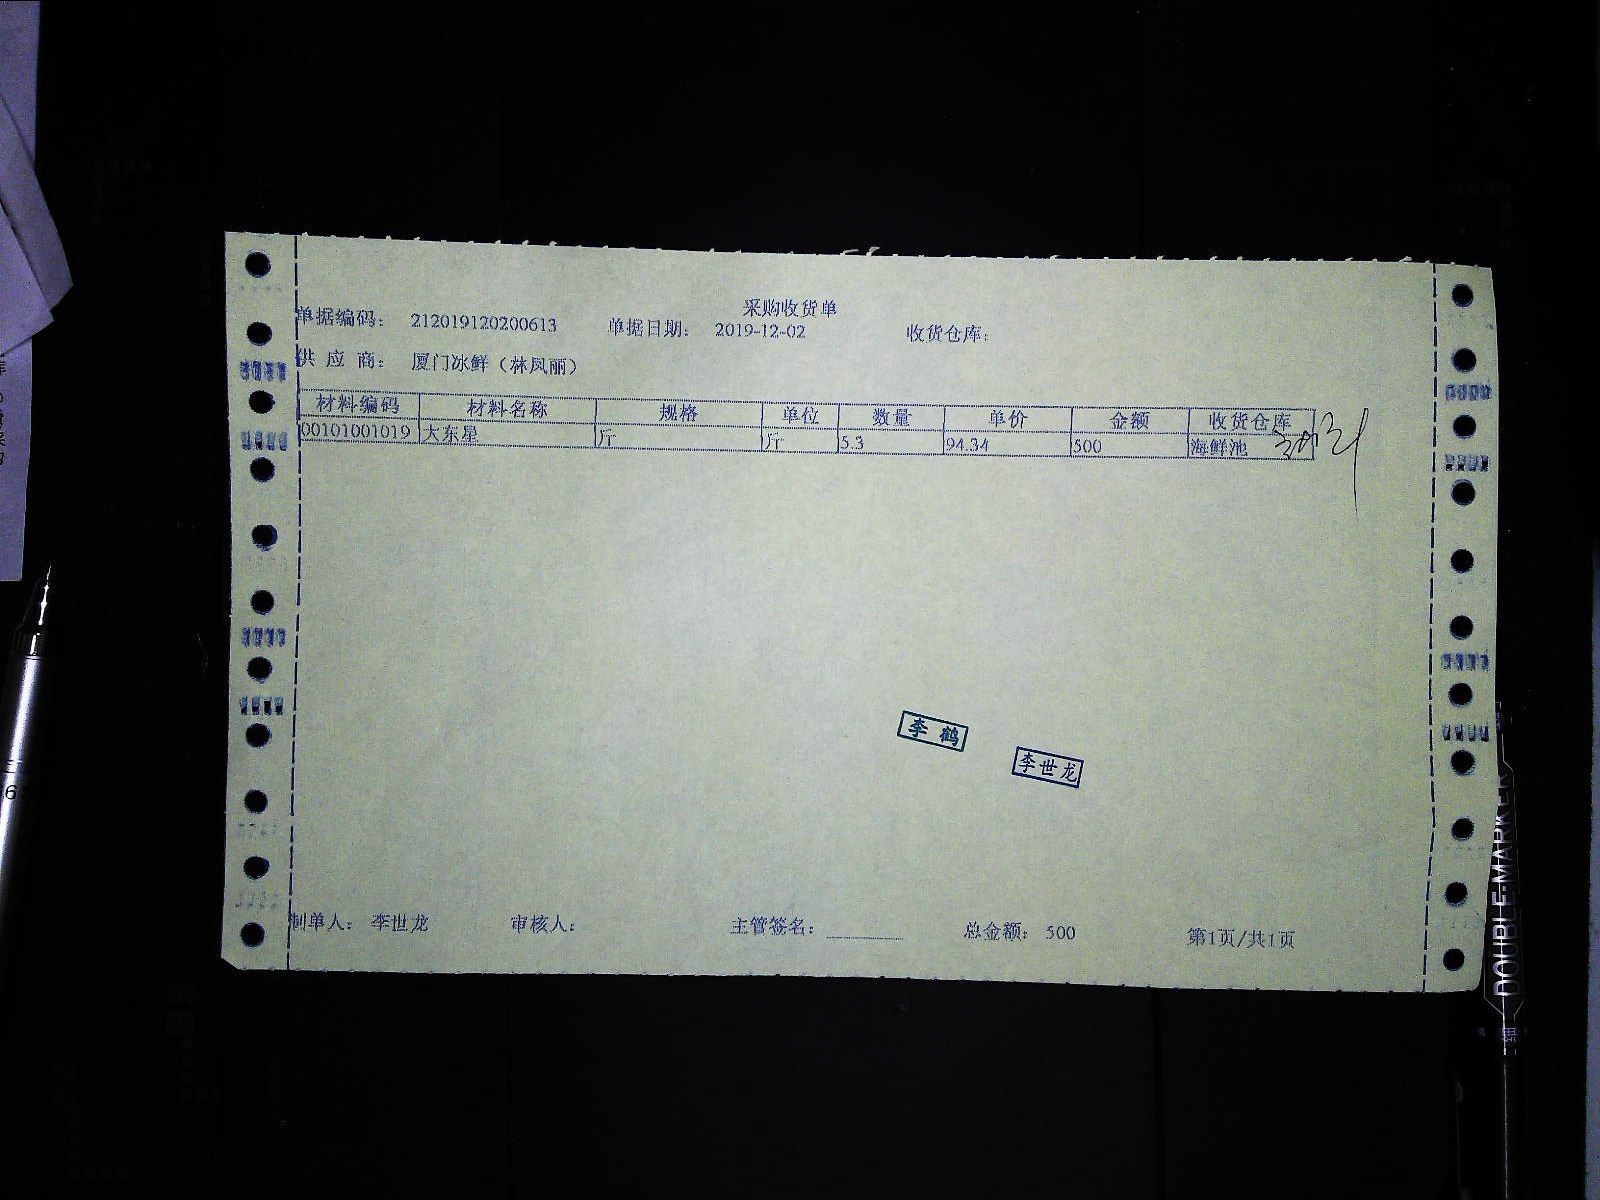 采购收货单
单据编码： 212019120200613 单据日期： 2019-12-02 收货仓库：
供 应 商： 厦门冰鲜（林凤丽）
材料编码 材料名称 规格 单位 数量 单价 金额 收货仓库
00101001019 大东星 斤 斤 5.3 94.34 500 海鲜池
李鹤
李世龙
制单人： 李世龙 审核人： 主管签名： 总金额： 500 第1页/共1页
DOUBLE MARKER
细